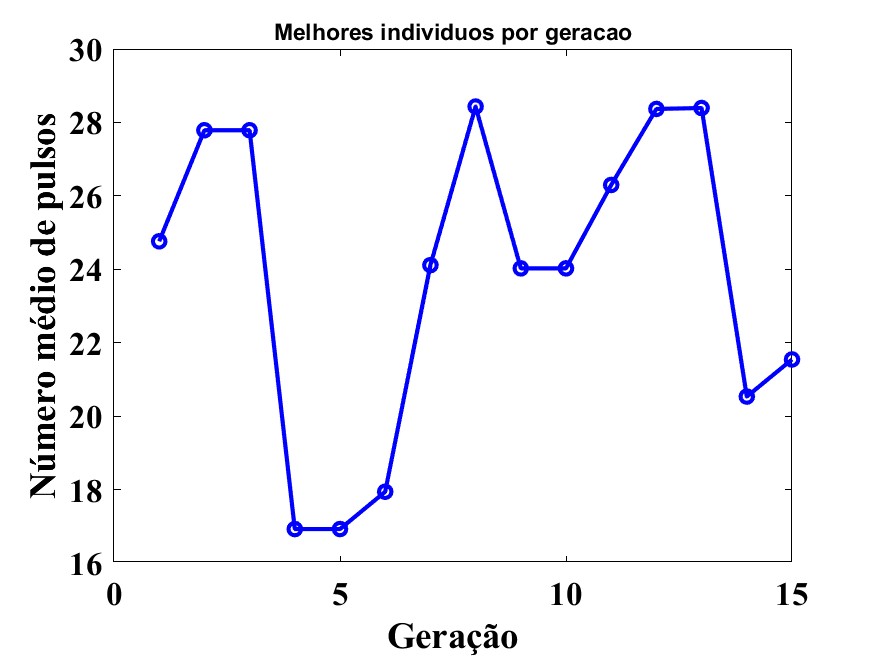 Melhores individuos por geracao
30
28
26
24
22
20
18
16
Número médio de pulsos
0 5 10 15
Geração